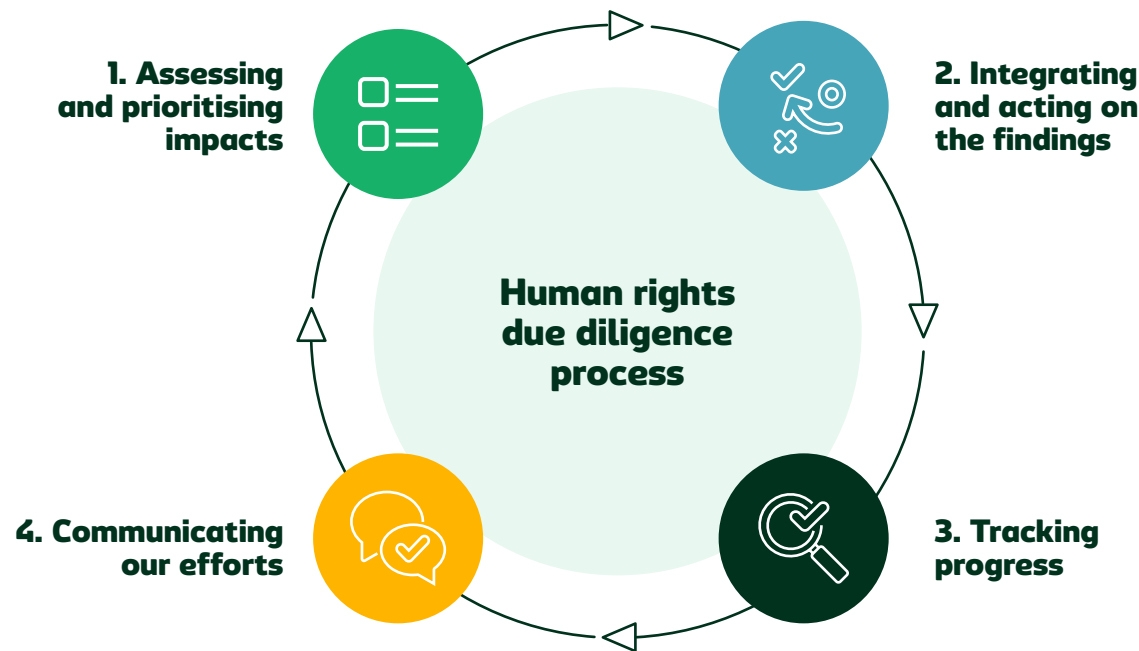 1. Assessing
and prioritising
impacts
2. Integrating
and acting on
the findings
Human rights
due diligence
process
4. Communicating
our efforts
3. Tracking
progress